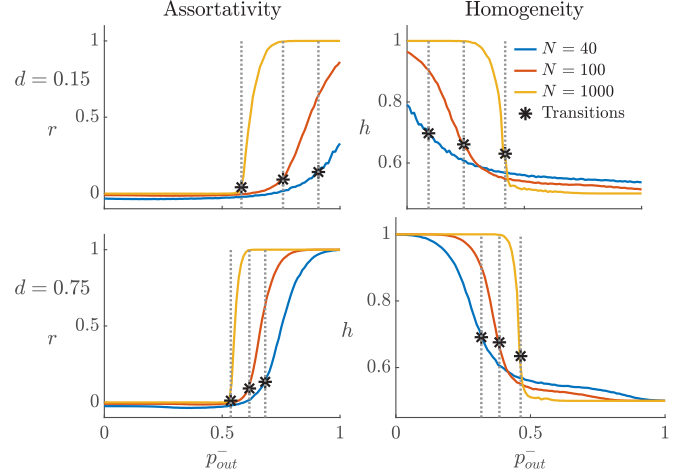 Assortativity
Homogeneity
d = 0.15
r
1
0.5
0
h
1
0.8
0.6
N = 40
N = 100
N = 1000
Transitions
d = 0.75
r
1
0.5
0
0
0.5
1
p⁻out
h
1
0.8
0.6
0
0.5
1
p⁻out